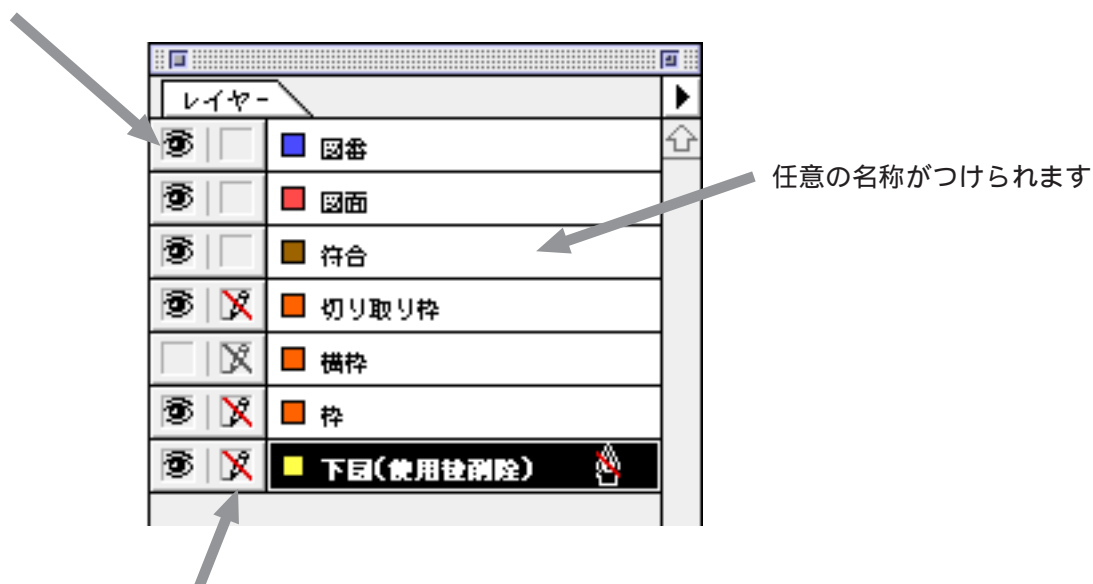 レイヤー
図番
図面
任意の名称がつけられます
符合
切り取り枠
横枠
枠
下図(使用後削除)